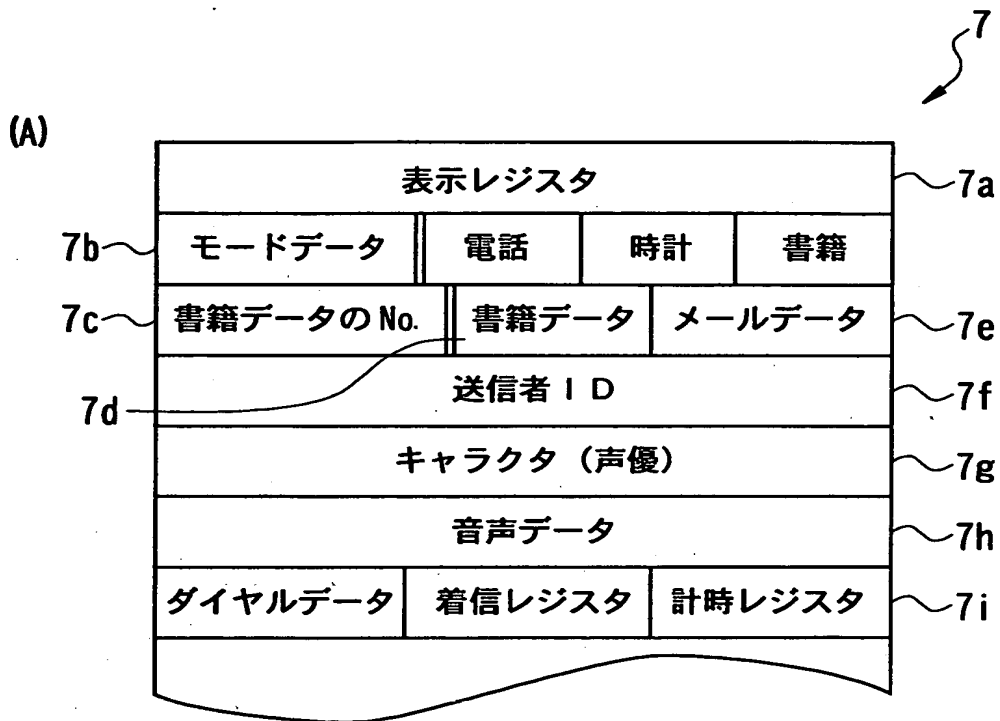 7
(A)
表示レジスタ 7a
7b モードデータ 電話 時計 書籍
7c 書籍データのNo. 書籍データ メールデータ 7e
7d 送信者ID 7f
キャラクタ(声優) 7g
音声データ 7h
ダイヤルデータ 着信レジスタ 計時レジスタ 7i